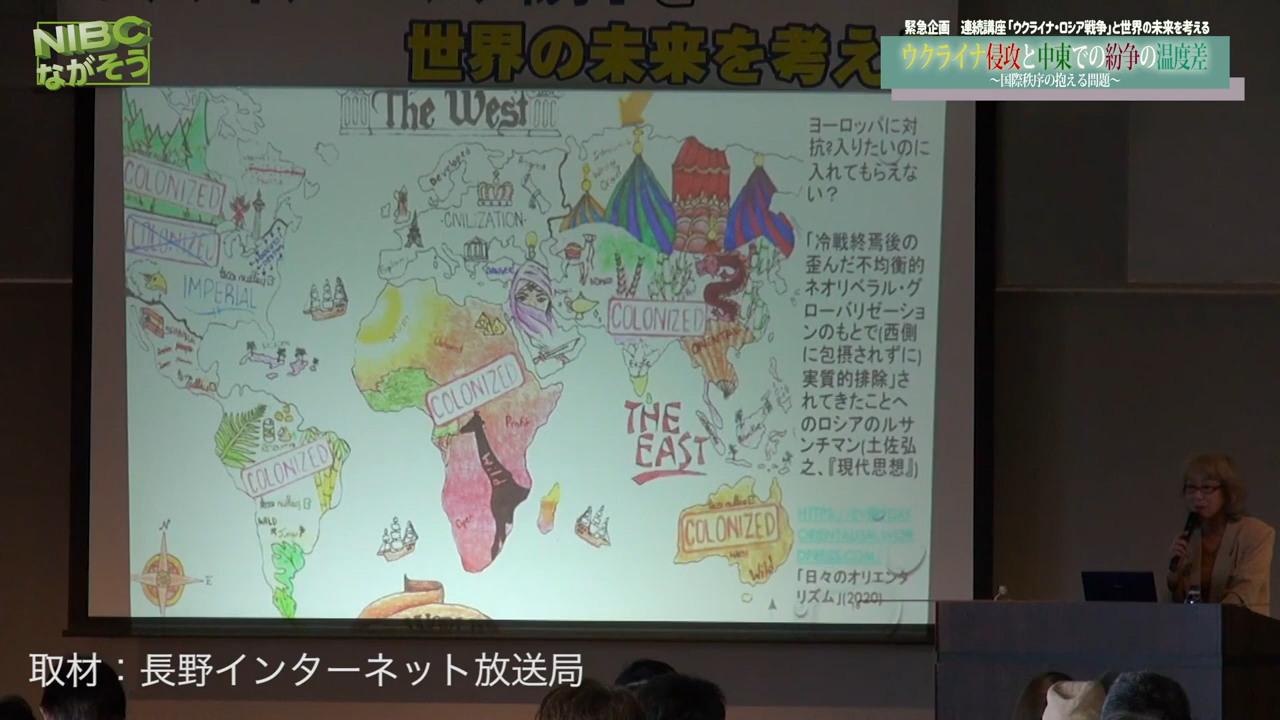 NIBC
ながそう
緊急企画　連続講座「ウクライナ・ロシア戦争」と世界の未来を考える
ウクライナ侵攻と中東での紛争の温度差
～国際秩序の抱える問題～
世界の未来を考え
The West
COLONIZED
COLONIZED
IMPERIAL
Developed
CIVILIZATION
COLONIZED
COLONIZED
COLONIZED
Profit
Wild
THE
EAST
COLONIZED
WILD
COLONIZED
Wild
N
E
ヨーロッパに対
抗?入りたいのに
入れてもらえな
い？
「冷戦終焉後の
歪んだ不均衡的
ネオリベラル・グ
ローバリゼーショ
ンのもとで(西側
に包摂されずに)
実質的排除」さ
れてきたことへ
のロシアのルサ
ンチマン(土佐弘
之、『現代思想』)
「日々のオリエンタ
リズム」(2020)
取材：長野インターネット放送局